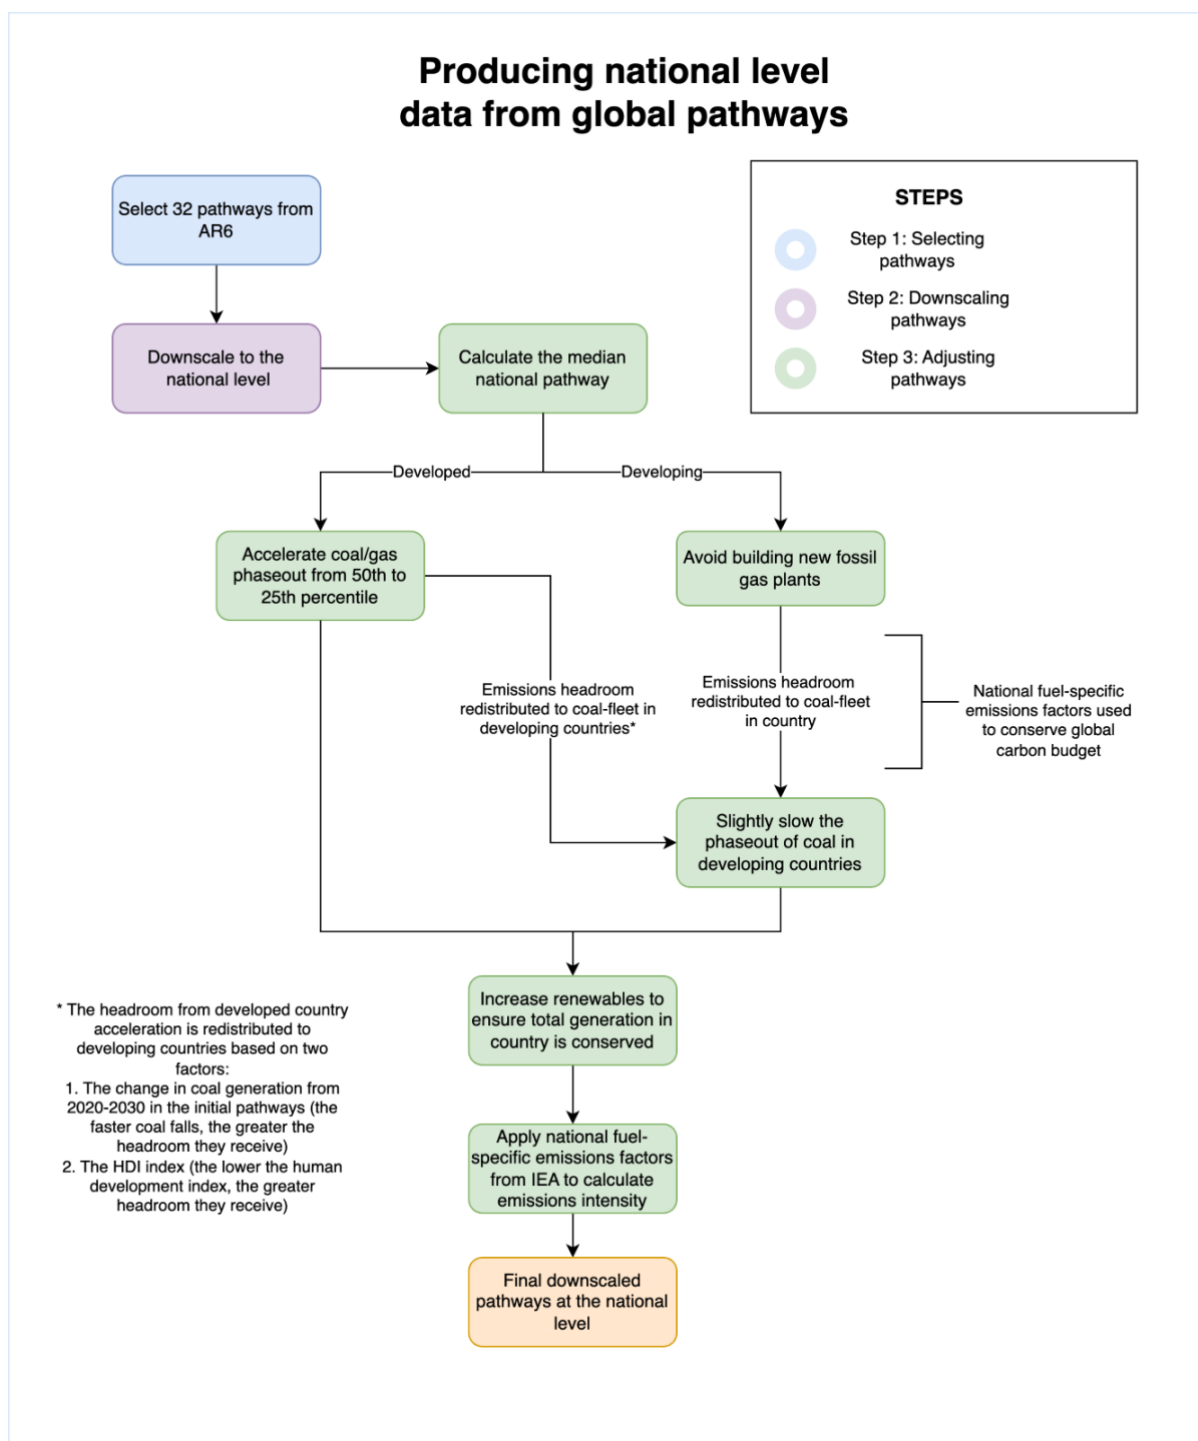 Producing national level
data from global pathways
Select 32 pathways from
AR6
STEPS
Step 1: Selecting
pathways
Step 2: Downscaling
pathways
Step 3: Adjusting
pathways
Downscale to the
national level
Calculate the median
national pathway
Developed
Developing
Accelerate coal/gas
phaseout from 50th to
25th percentile
Avoid building new fossil
gas plants
Emissions headroom
redistributed to coal-fleet in
developing countries*
Emissions headroom
redistributed to coal-fleet
in country
National fuel-specific
emissions factors used
to conserve global
carbon budget
Slightly slow the
phaseout of coal in
developing countries
Increase renewables to
ensure total generation in
country is conserved
* The headroom from developed country
acceleration is redistributed to
developing countries based on two
factors:
1. The change in coal generation from
2020-2030 in the initial pathways (the
faster coal falls, the greater the
headroom they receive)
2. The HDI index (the lower the human
development index, the greater
headroom they receive)
Apply national fuel-
specific emissions factors
from IEA to calculate
emissions intensity
Final downscaled
pathways at the national
level